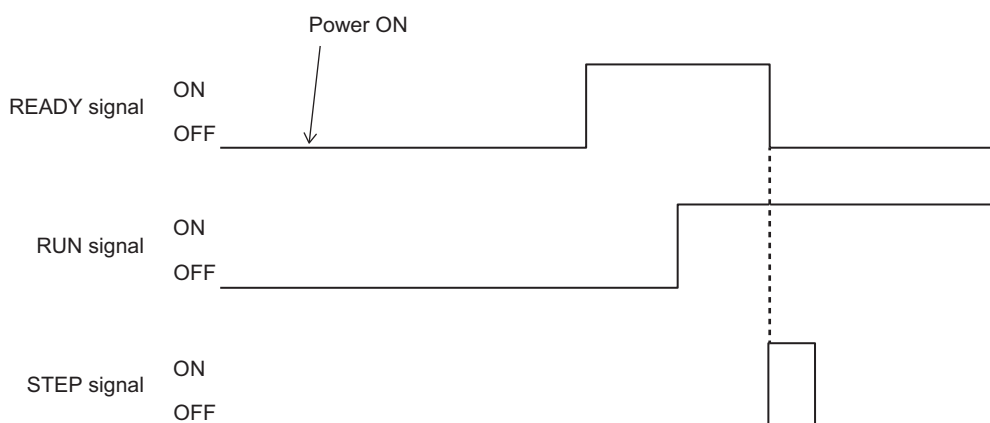 Power ON
ON
READY signal
OFF
ON
RUN signal
OFF
ON
STEP signal
OFF